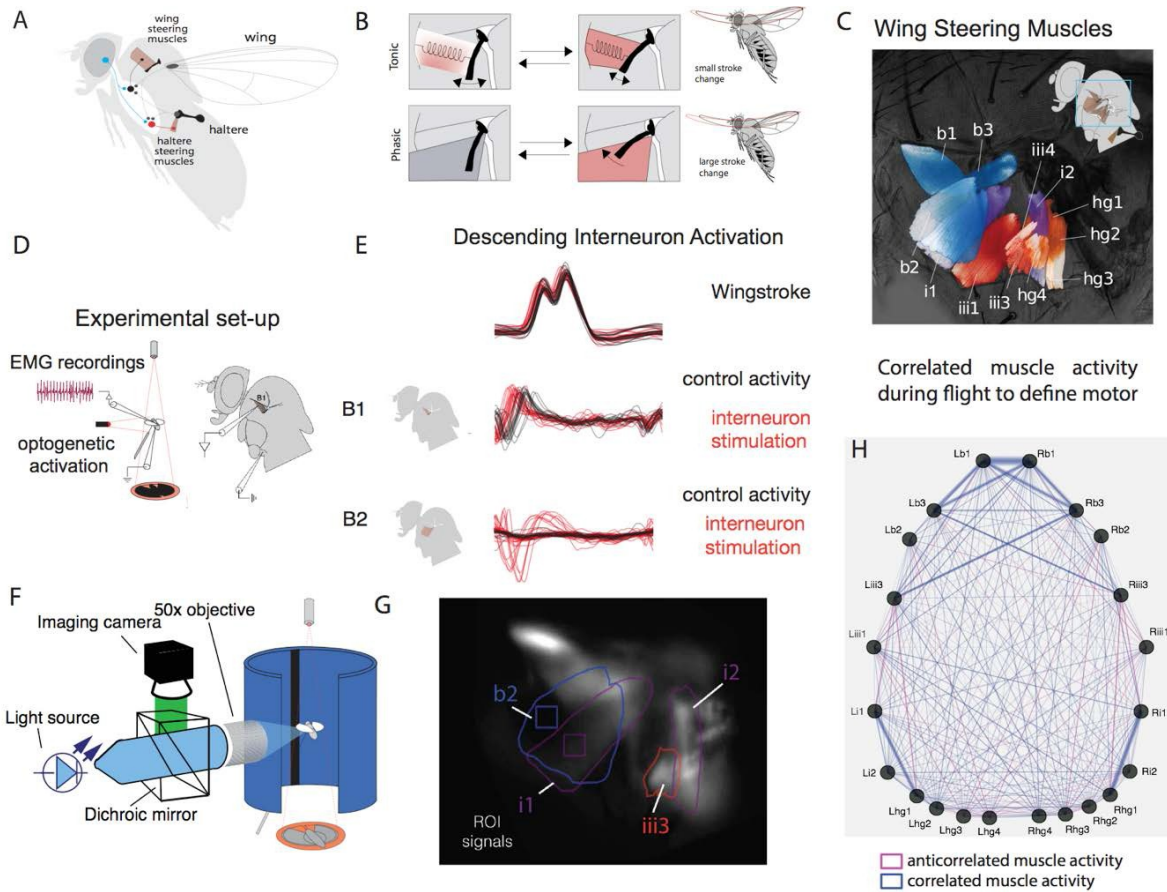 A
wing
steering
muscles
wing
haltere
haltere
steering
muscles
B
Tonic
small stroke
change
Phasic
large stroke
change
C
Wing Steering Muscles
b1
b3
iii4
i2
hg1
hg2
b2
i1
iii1
iii3
hg4
hg3
Correlated muscle activity
during flight to define motor
D
Experimental set-up
EMG recordings
B1
optogenetic
activation
E
Descending Interneuron Activation
Wingstroke
B1
control activity
interneuron
stimulation
B2
control activity
interneuron
stimulation
F
50x objective
Imaging camera
Light source
Dichroic mirror
G
b2
i2
i1
iii3
ROI
signals
H
Lb1
Rb1
Lb3
Rb3
Lb2
Rb2
Liii3
Riii3
Liii1
Riii1
Li1
Ri1
Li2
Ri2
Lhg1
Rhg1
Lhg2
Rhg2
Lhg3
Rhg3
Lhg4
Rhg4
anticorrelated muscle activity
correlated muscle activity